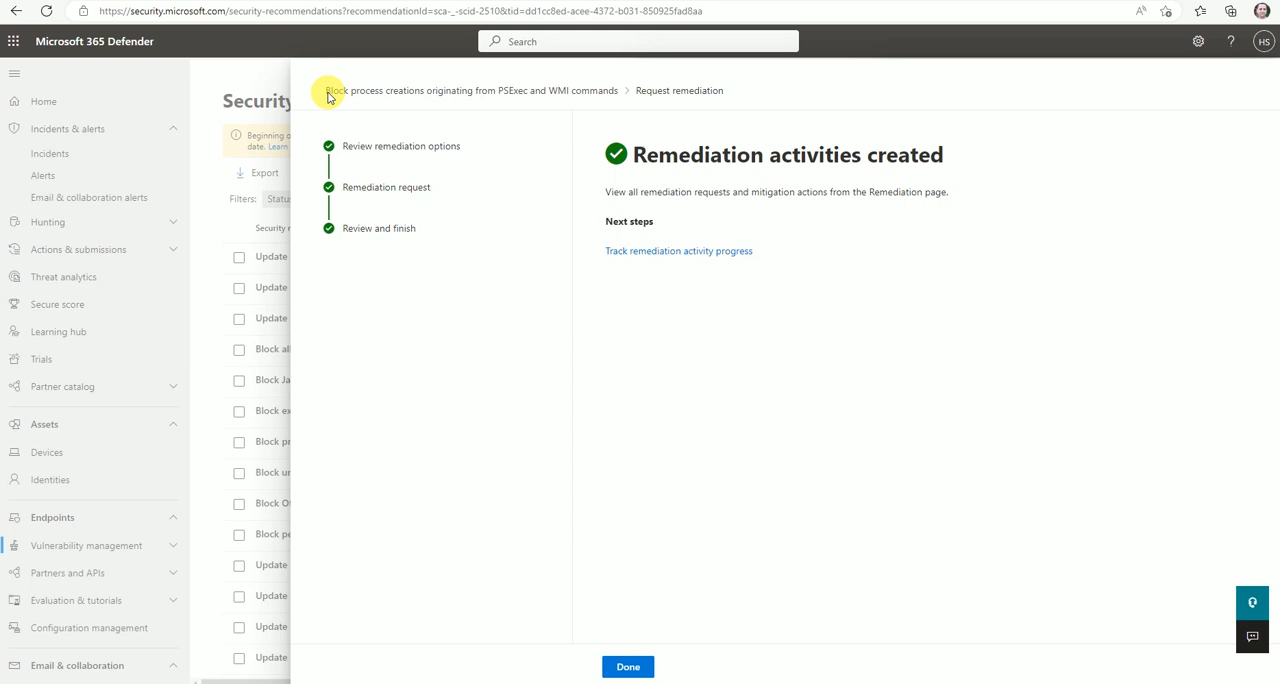 https://security.microsoft.com/security-recommendations?recommendationId=sca-_-scid-2510&tid=dd1cc8ed-acee-4372-b031-850925fad8aa
Microsoft 365 Defender
Search
HS
Home
Incidents & alerts
Incidents
Alerts
Email & collaboration alerts
Hunting
Actions & submissions
Threat analytics
Secure score
Learning hub
Trials
Partner catalog
Assets
Devices
Identities
Endpoints
Vulnerability management
Partners and APIs
Evaluation & tutorials
Configuration management
Email & collaboration
Security
Beginning o
date. Learn
Export
Filters: Status
Security r
Update
Update
Update
Block all
Block Ja
Block ex
Block pr
Block un
Block Of
Block pe
Update
Update
Update
Update
Block process creations originating from PSExec and WMI commands > Request remediation
Review remediation options
Remediation request
Review and finish
Remediation activities created
View all remediation requests and mitigation actions from the Remediation page.
Next steps
Track remediation activity progress
Done